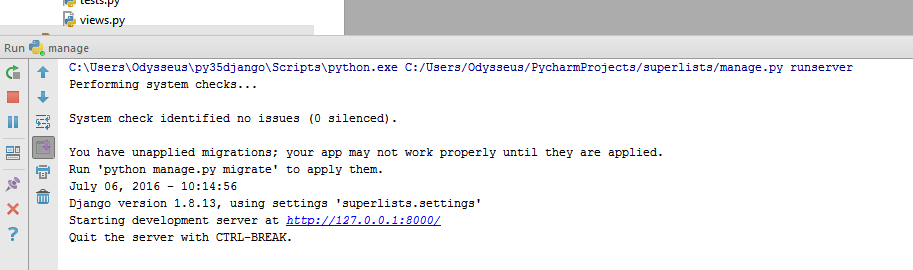 tests.py
views.py
Run manage
C:\Users\Odysseus\py35django\Scripts\python.exe C:/Users/Odysseus/PycharmProjects/superlists/manage.py runserver
Performing system checks...
System check identified no issues (0 silenced).
You have unapplied migrations; your app may not work properly until they are applied.
Run 'python manage.py migrate' to apply them.
July 06, 2016 - 10:14:56
Django version 1.8.13, using settings 'superlists.settings'
Starting development server at http://127.0.0.1:8000/
Quit the server with CTRL-BREAK.